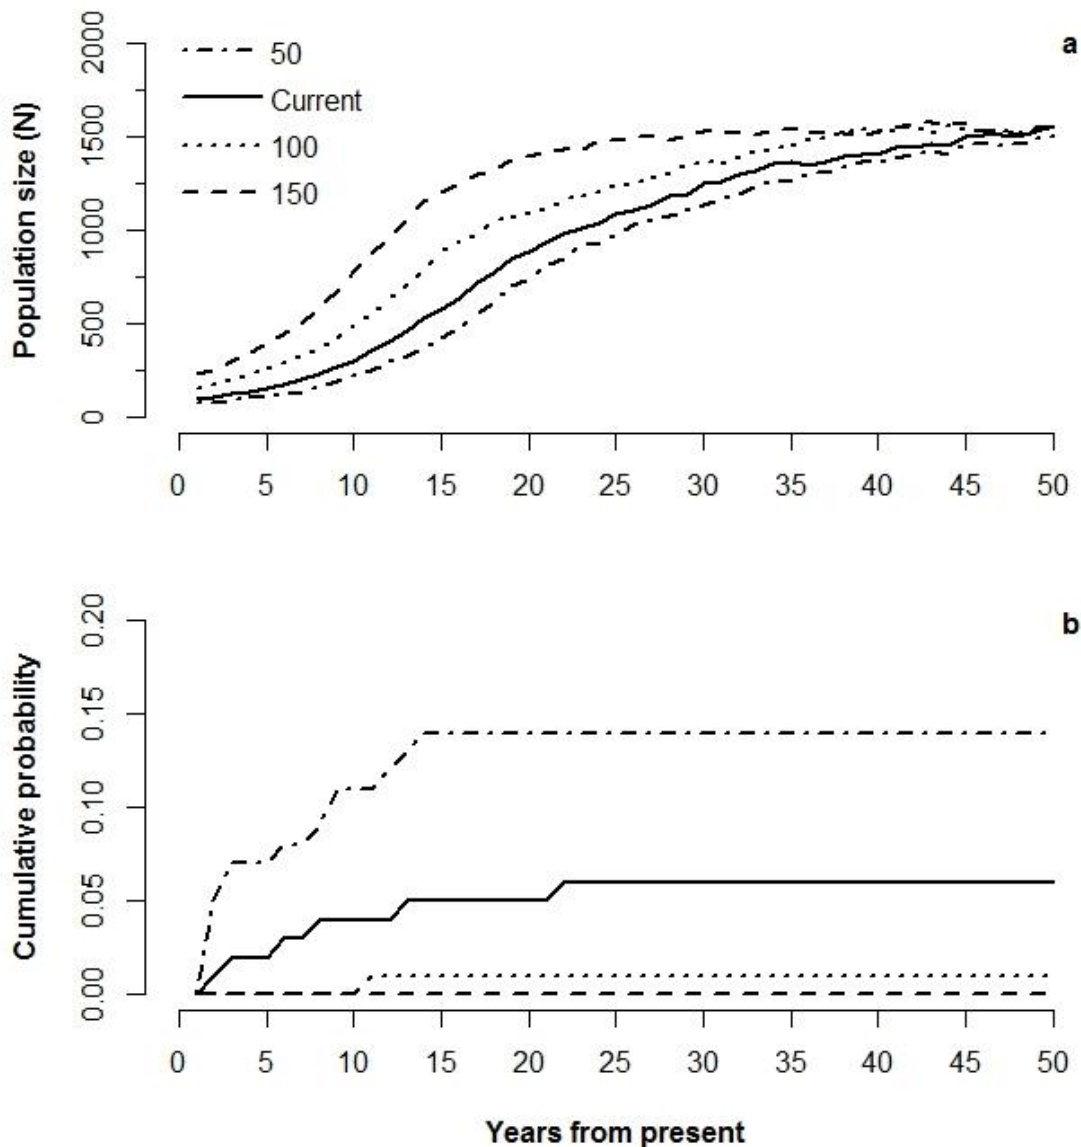 a
Population size (N)
2000
1500
1000
500
0
50
Current
100
150
0 5 10 15 20 25 30 35 40 45 50
b
Cumulative probability
0.20
0.15
0.10
0.05
0.00
0 5 10 15 20 25 30 35 40 45 50
Years from present